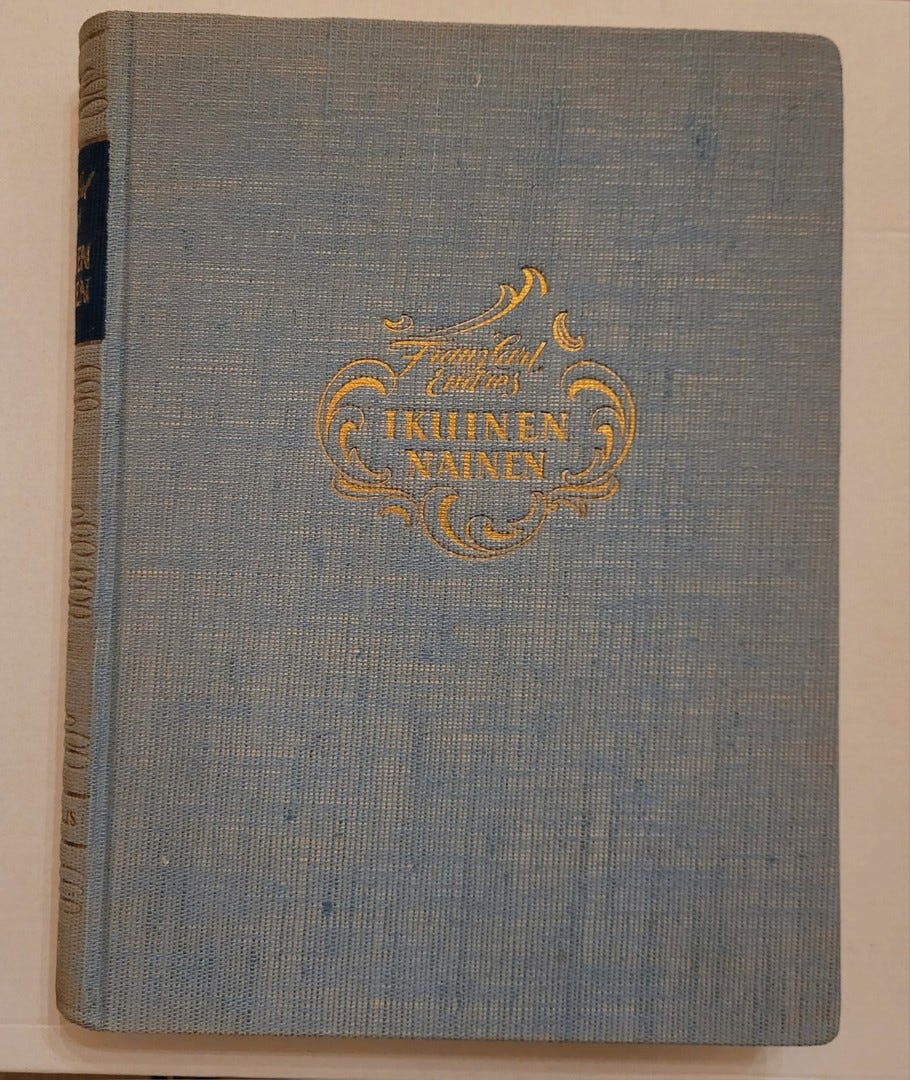 Franz Carl
Endres
IKUINEN
NAINEN